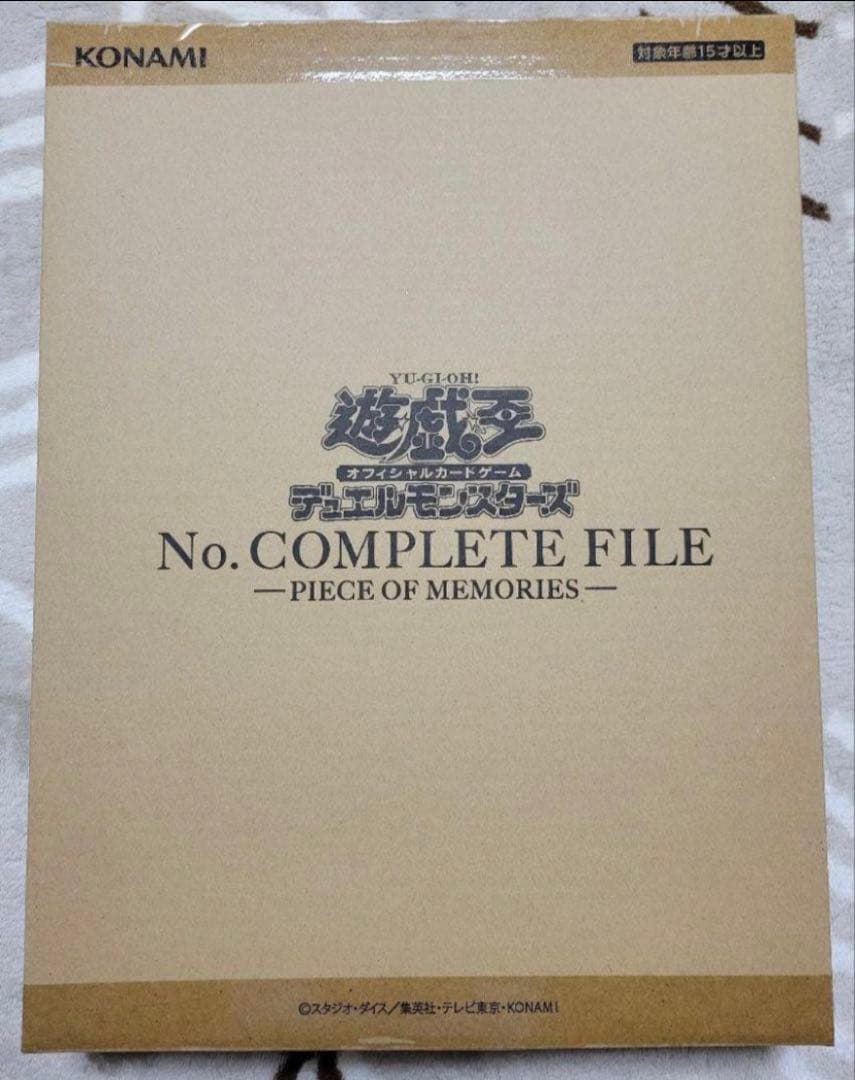 KONAMI
対象年齢15才以上
YU-GI-OH!
遊戯王
オフィシャルカードゲーム
デュエルモンスターズ
No. COMPLETE FILE
—PIECE OF MEMORIES—
©スタジオ・ダイス／集英社・テレビ東京・KONAMI